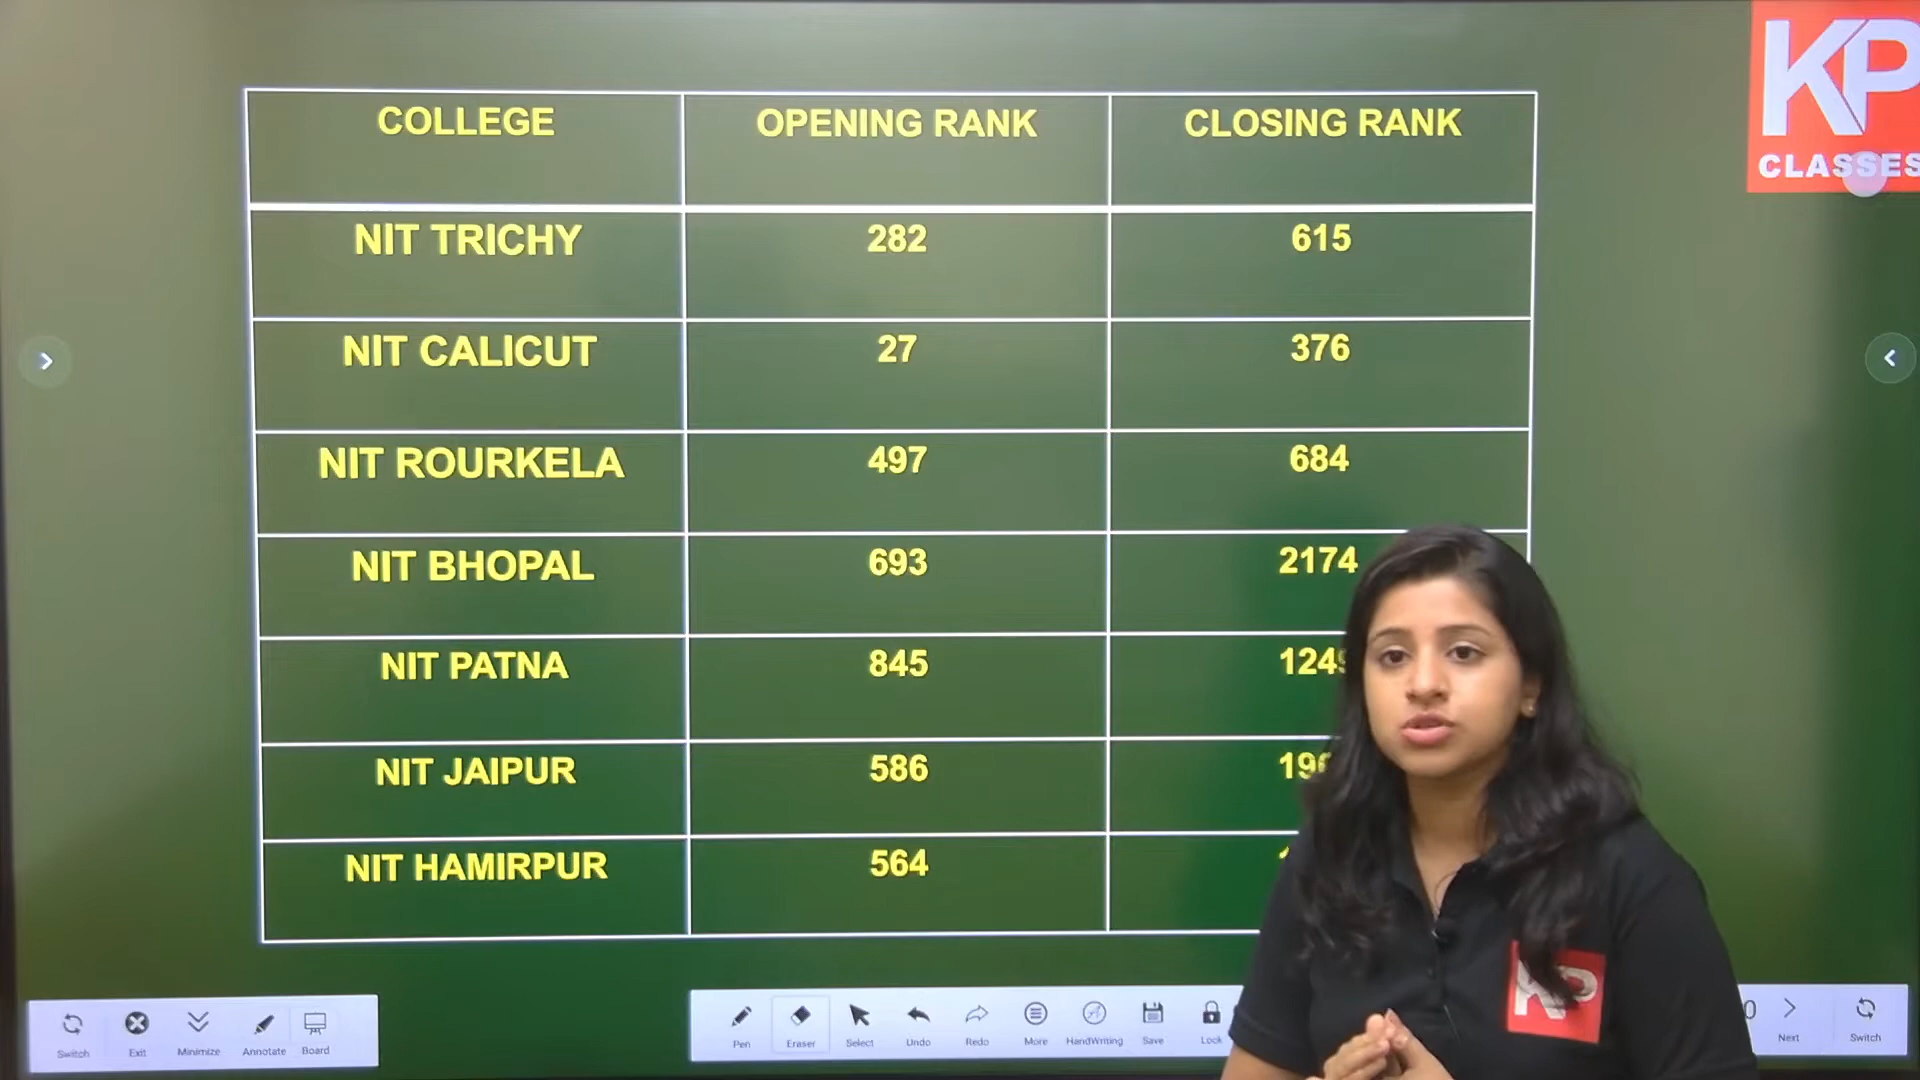 KP
CLASSES
COLLEGE OPENING RANK CLOSING RANK
NIT TRICHY 282 615
NIT CALICUT 27 376
NIT ROURKELA 497 684
NIT BHOPAL 693 2174
NIT PATNA 845
NIT JAIPUR 586
NIT HAMIRPUR 564
KP
Switch Exit Minimize Annotate Board
Pen Eraser Select Undo Redo More HandWriting Save Lock
Next Switch